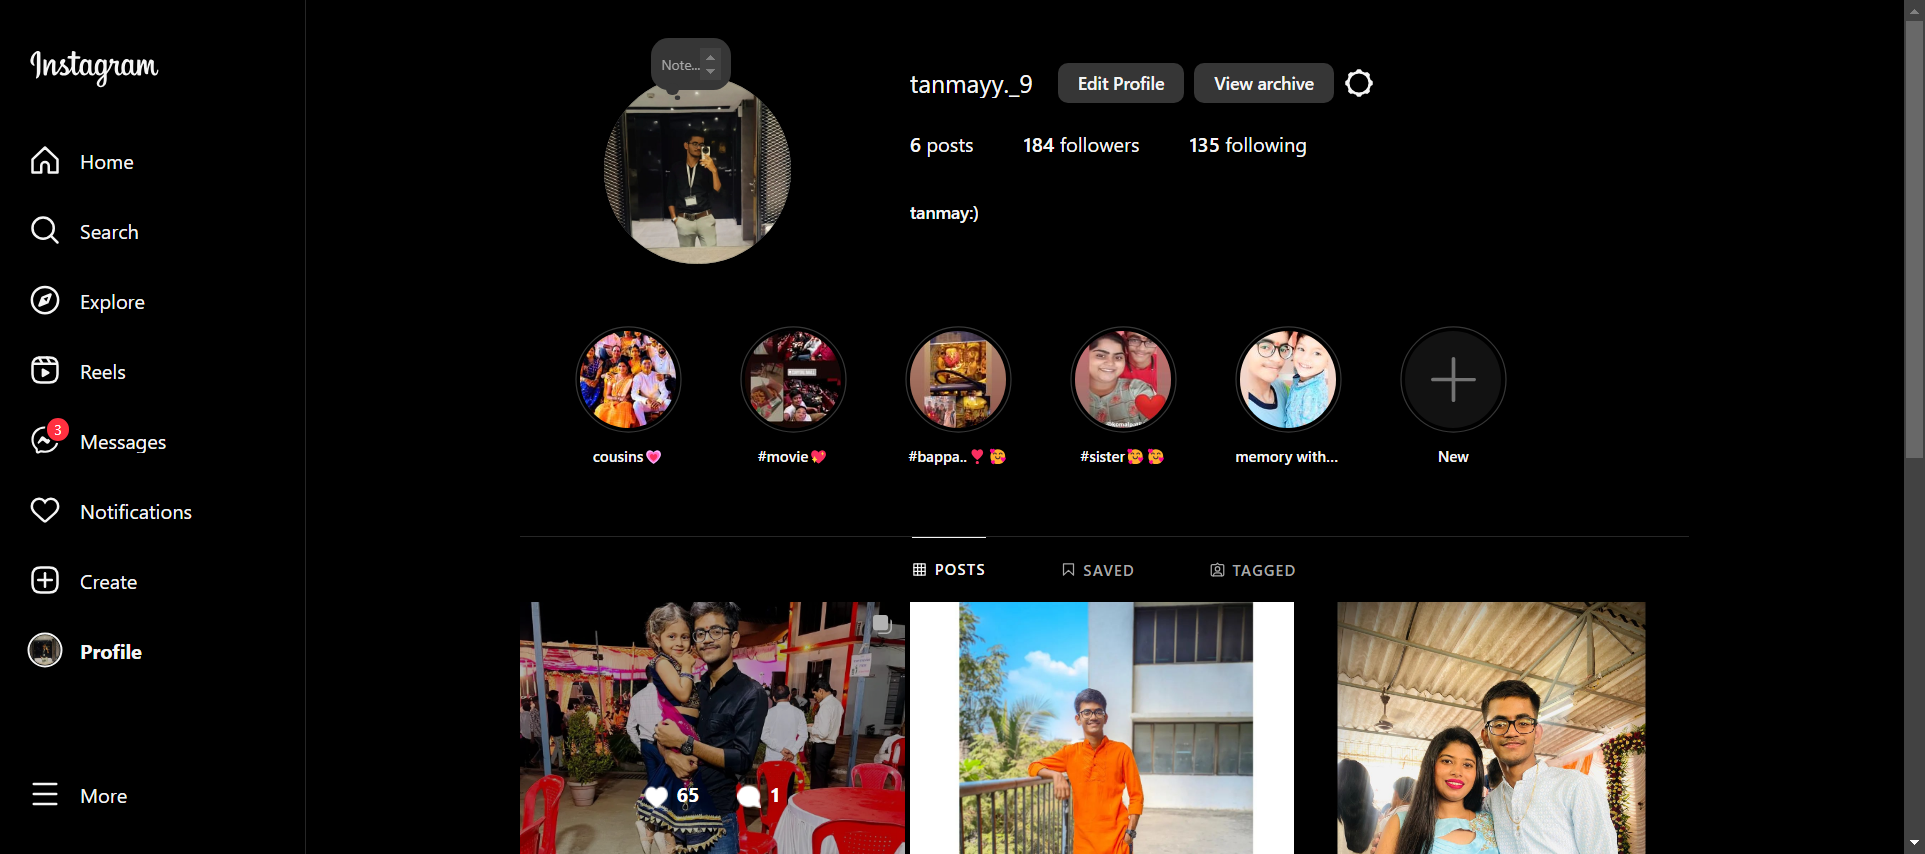 Instagram
Home
Search
Explore
Reels
3
Messages
Notifications
Create
Profile
More
Note...
tanmayy._9
Edit Profile
View archive
6 posts
184 followers
135 following
tanmay:)
cousins💗
#movie💖
#bappa..❣️🥰
#sister🥰🥰
memory with...
New
POSTS
SAVED
TAGGED
65
1